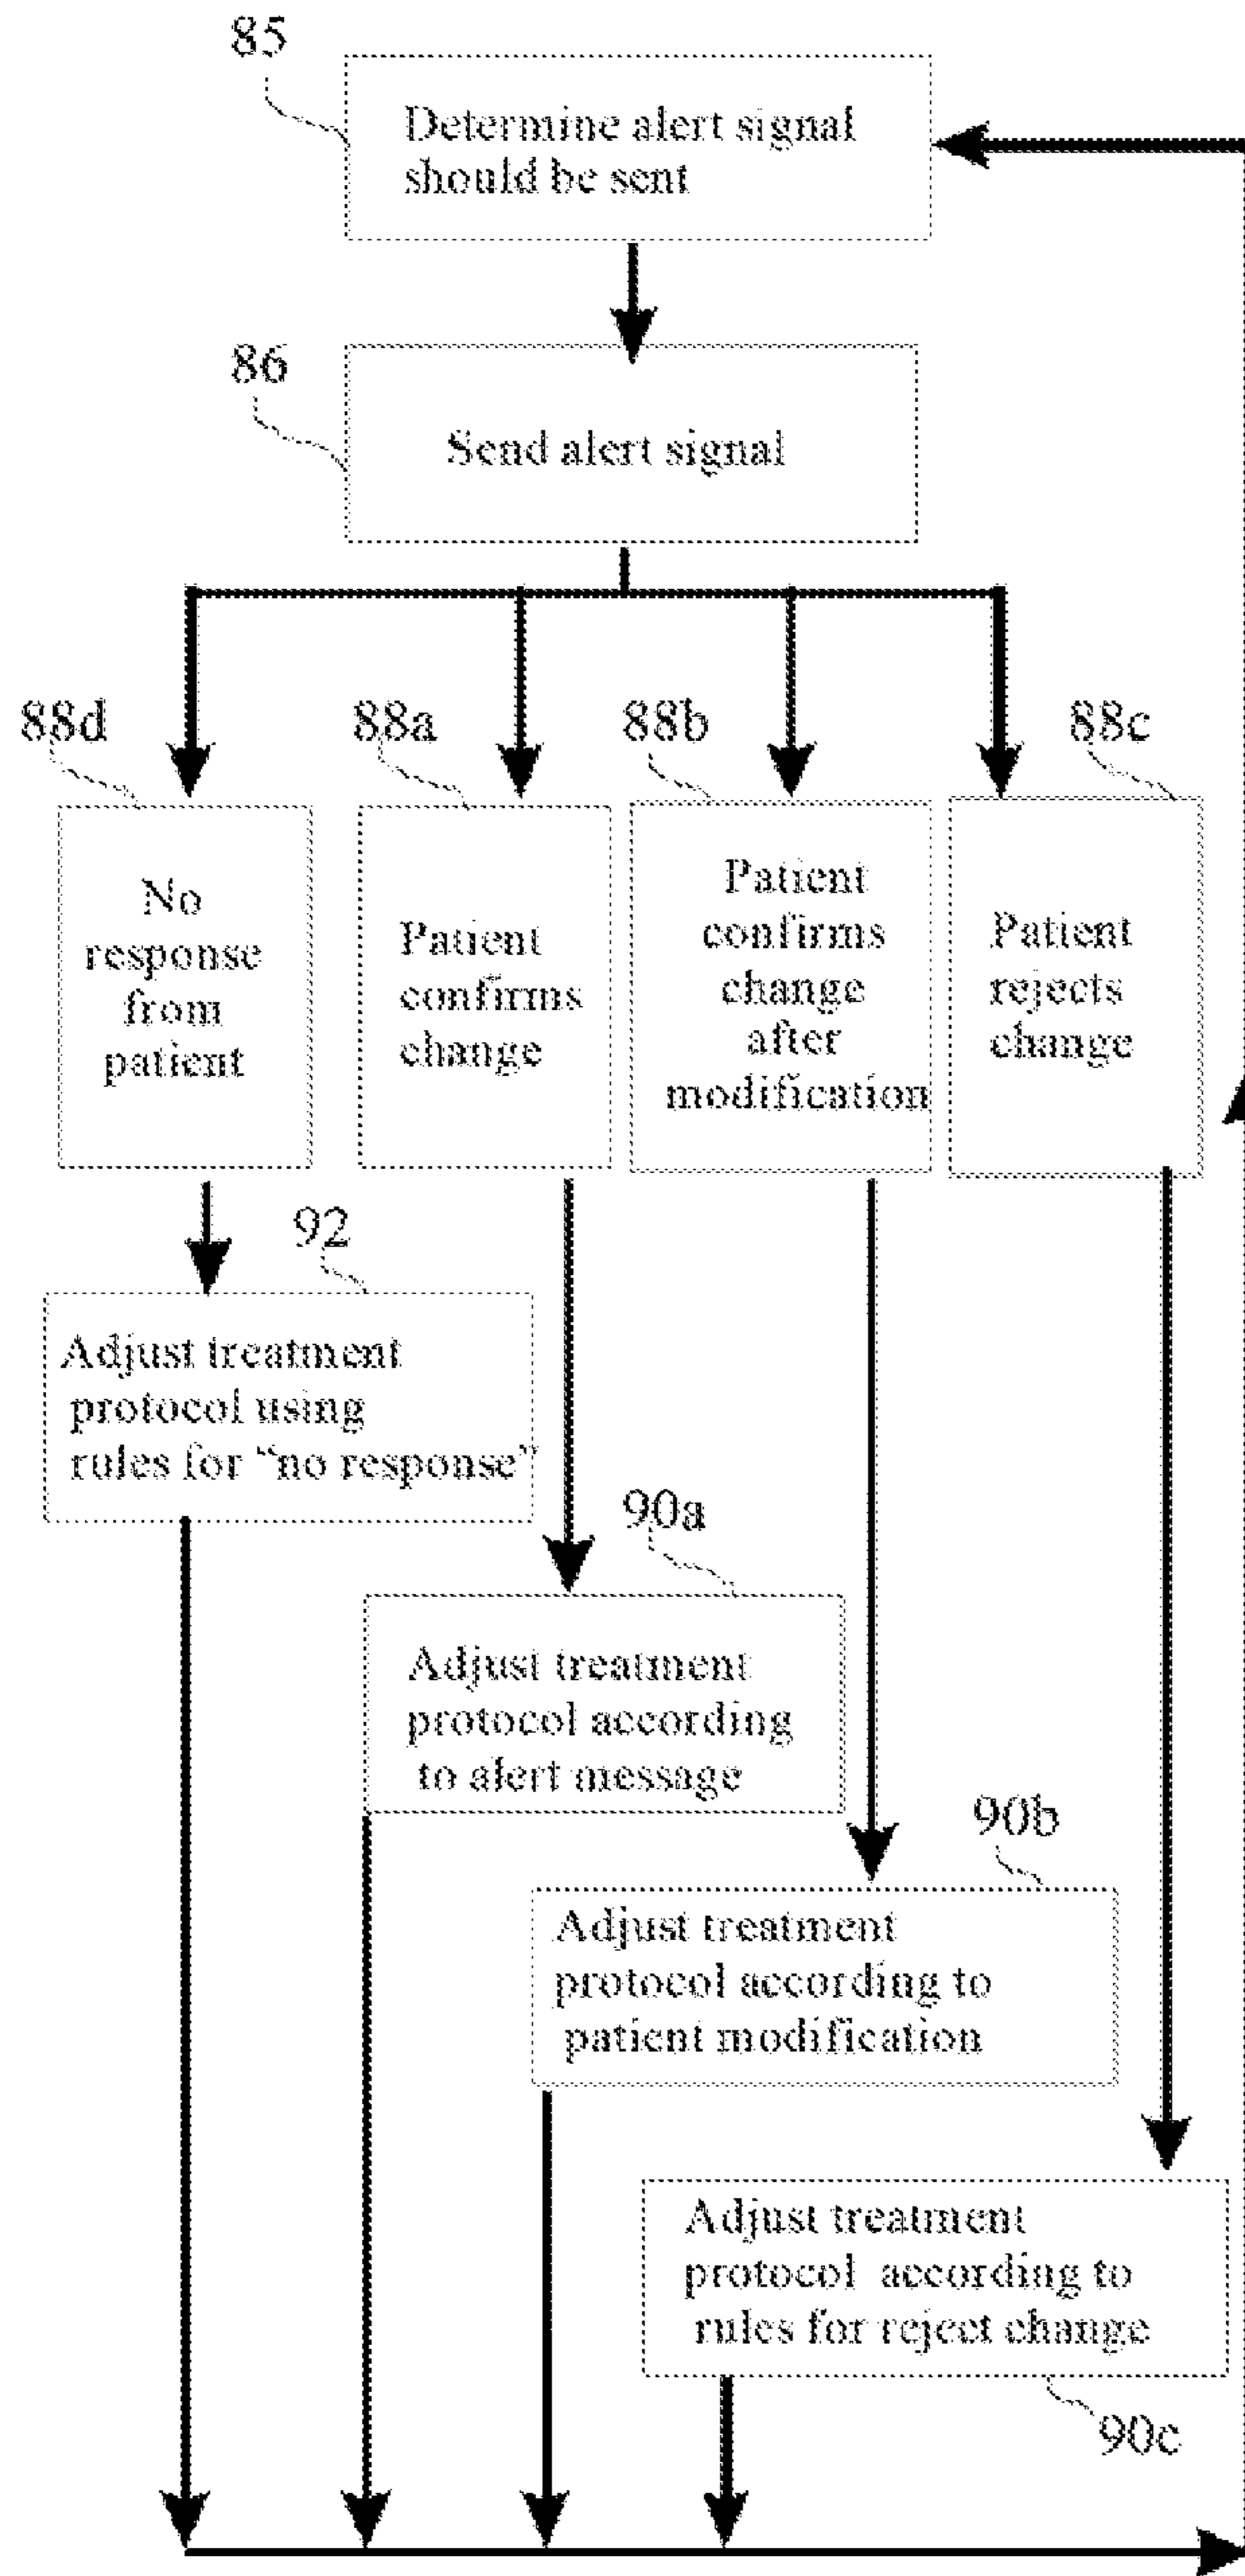 85
Determine alert signal
should be sent
86
Send alert signal
88d
88a
88b
88c
No
response
from
patient
Patient
confirms
change
Patient
confirms
change
after
modification
Patient
rejects
change
92
Adjust treatment
protocol using
rules for “no response”
90a
Adjust treatment
protocol according
to alert message
90b
Adjust treatment
protocol according to
patient modification
Adjust treatment
protocol according to
rules for reject change
90c